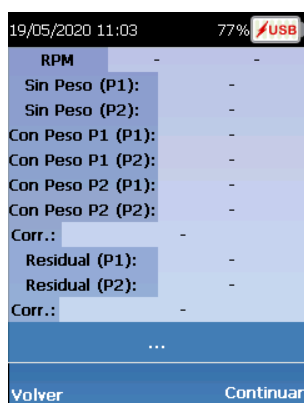 19/05/2020 11:03 77% USB
RPM - -
Sin Peso (P1): -
Sin Peso (P2): -
Con Peso P1 (P1): -
Con Peso P1 (P2): -
Con Peso P2 (P1): -
Con Peso P2 (P2): -
Corr.: -
Residual (P1): -
Residual (P2): -
Corr.: -
...
Volver Continuar